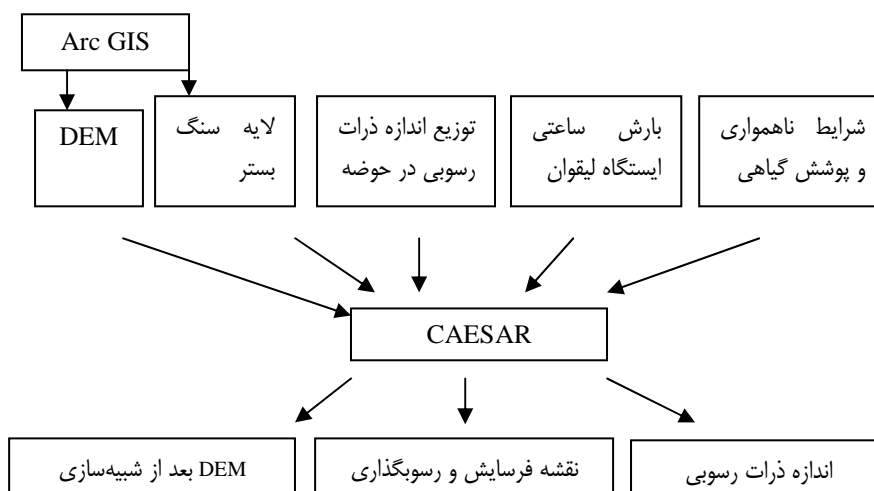 Arc GIS
DEM
لایه سنگ
بستر
توزیع اندازه ذرات
رسوبی در حوضه
بارش ساعتی
ایستگاه لیقوان
شرایط ناهمواری
و پوشش گیاهی
CAESAR
DEM بعد از شبیه‌سازی
نقشه فرسایش و رسوبگذاری
اندازه ذرات رسوبی